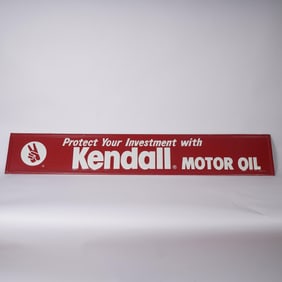 Protect Your Investment with
Kendall® MOTOR OIL